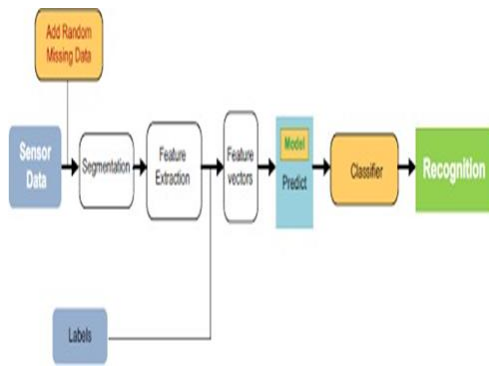 Add Random
Missing Data
Sensor
Data
Segmentation
Feature
Extraction
Feature
vectors
Model
Predict
Classifier
Recognition
Labels